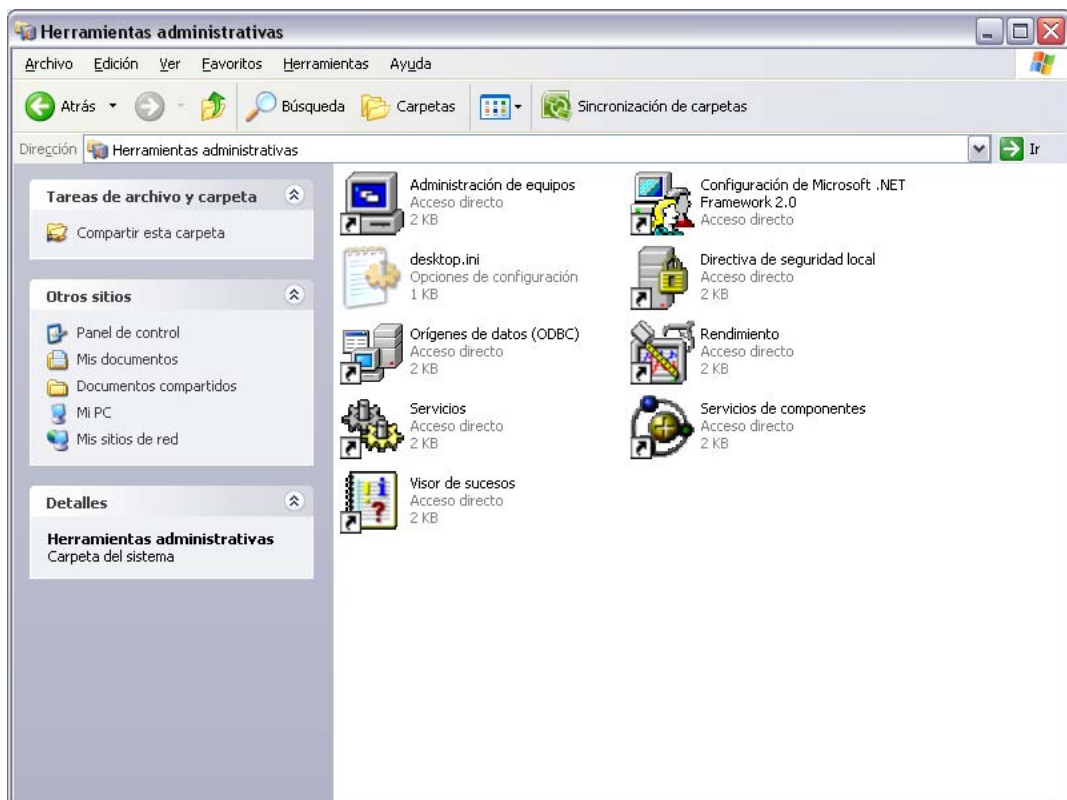 Herramientas administrativas
Archivo Edición Ver Favoritos Herramientas Ayuda
Atrás Búsqueda Carpetas Sincronización de carpetas
Dirección Herramientas administrativas Ir
Tareas de archivo y carpeta
Compartir esta carpeta
Otros sitios
Panel de control
Mis documentos
Documentos compartidos
Mi PC
Mis sitios de red
Detalles
Herramientas administrativas
Carpeta del sistema
Administración de equipos
Acceso directo
2 KB
Configuración de Microsoft .NET
Framework 2.0
Acceso directo
desktop.ini
Opciones de configuración
1 KB
Directiva de seguridad local
Acceso directo
2 KB
Orígenes de datos (ODBC)
Acceso directo
2 KB
Rendimiento
Acceso directo
2 KB
Servicios
Acceso directo
2 KB
Servicios de componentes
Acceso directo
2 KB
Visor de sucesos
Acceso directo
2 KB